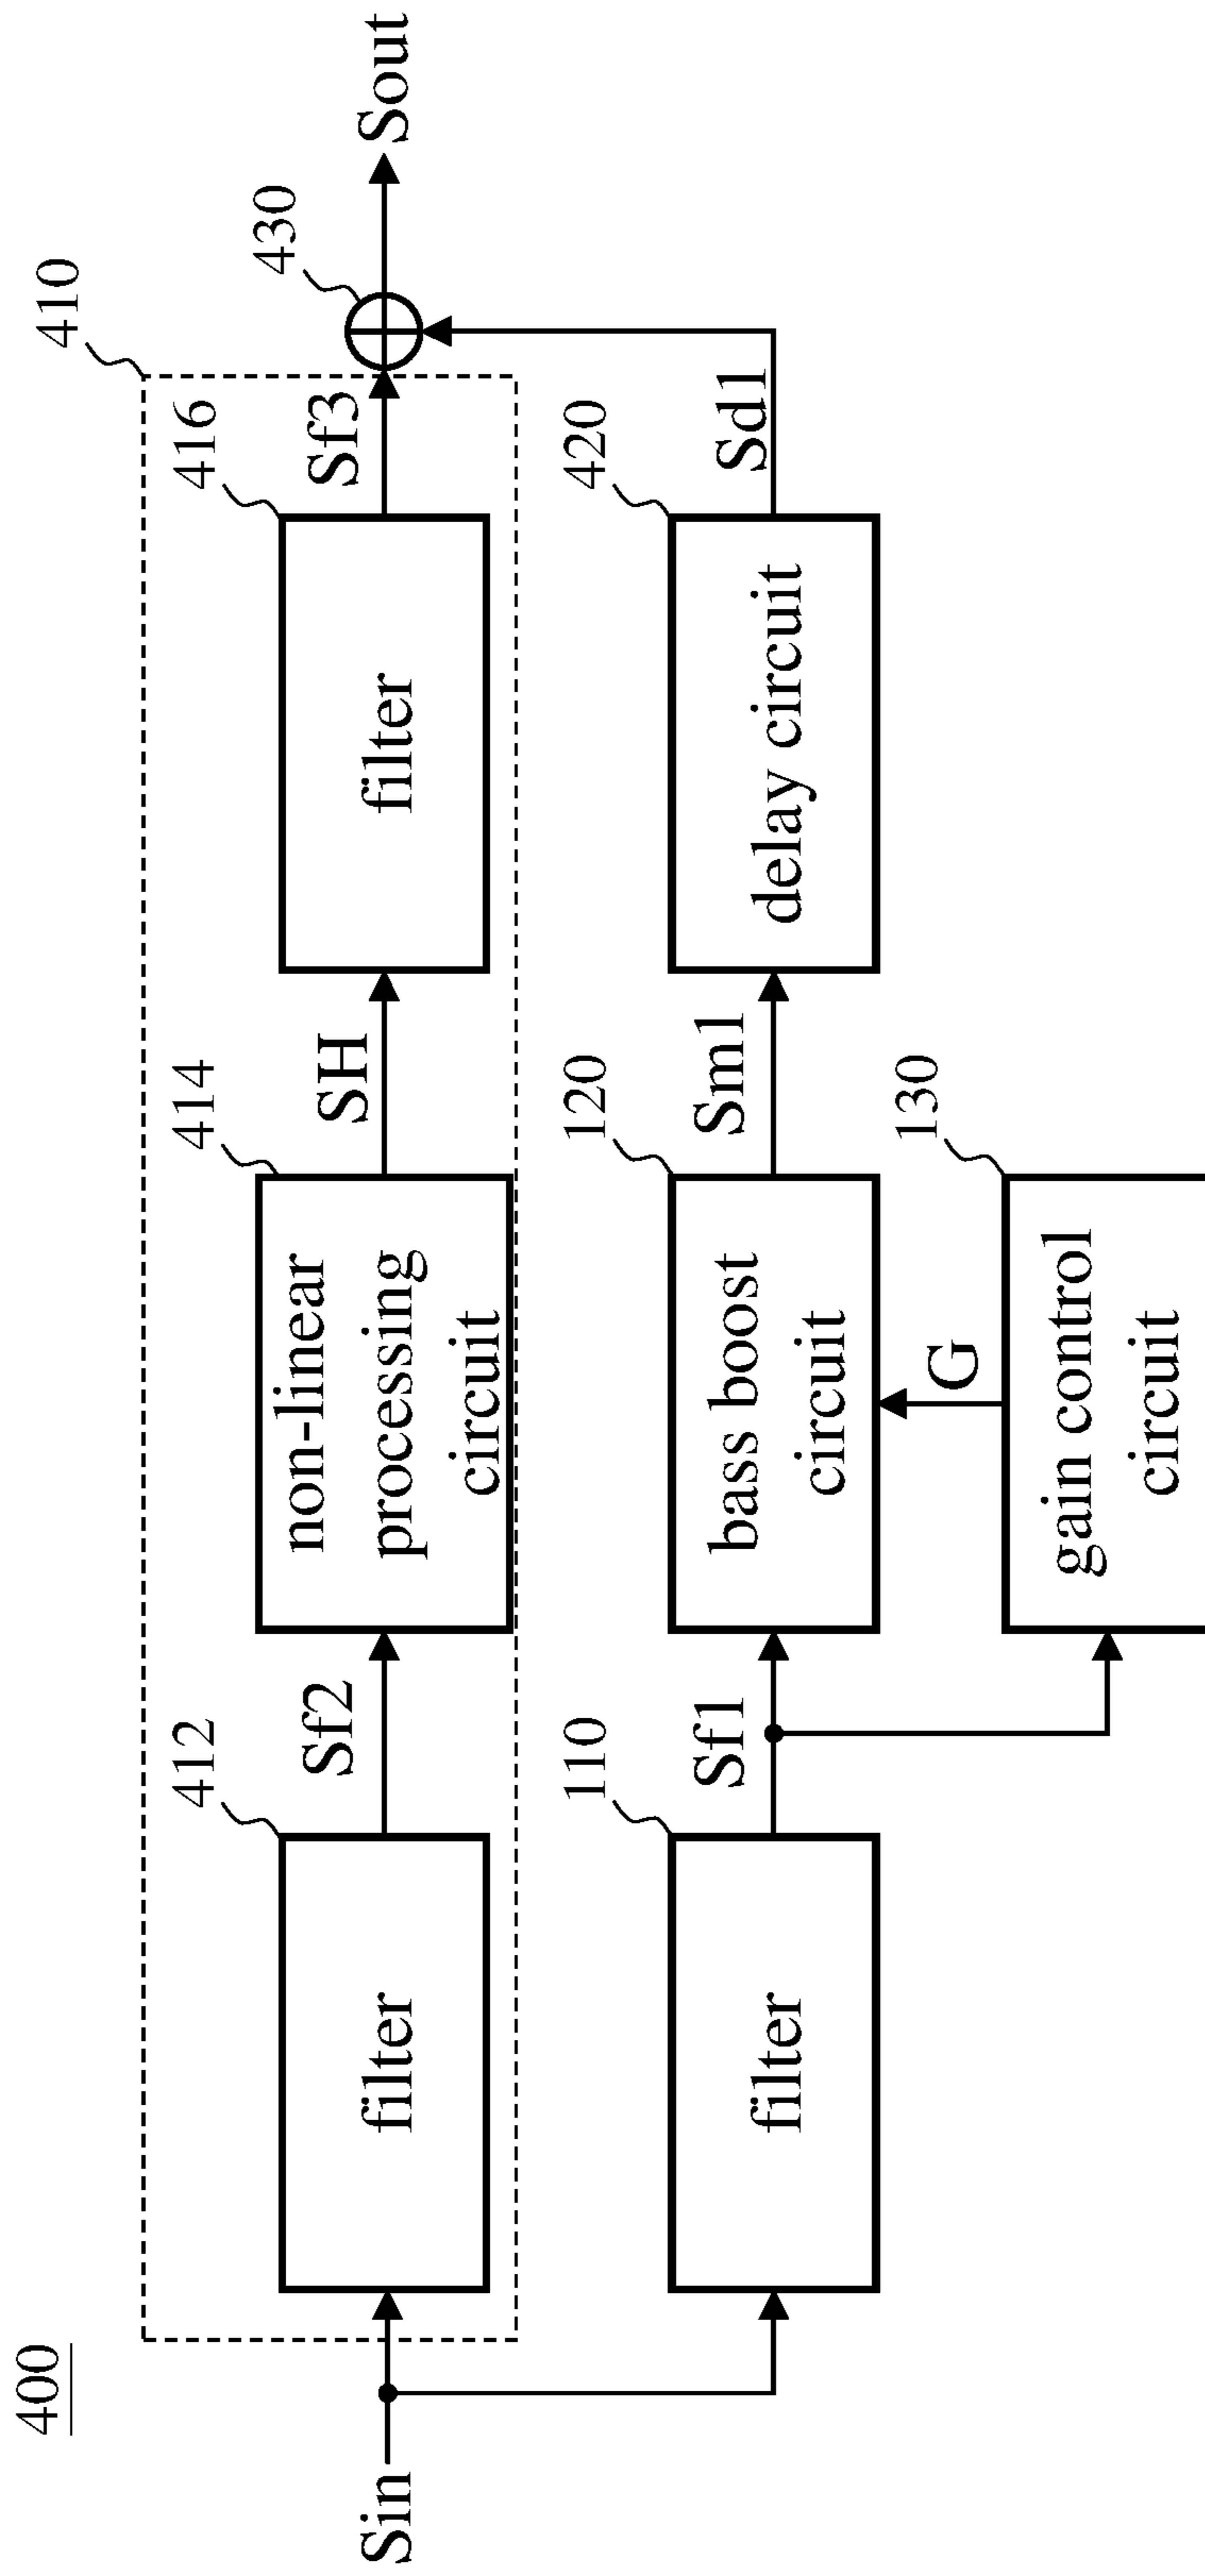 400
410
412
414
416
430
Sin
filter
Sf2
non-linear
processing
circuit
SH
filter
Sf3
Sout
110
120
420
filter
Sf1
bass boost
circuit
Sm1
delay circuit
Sd1
G
130
gain control
circuit